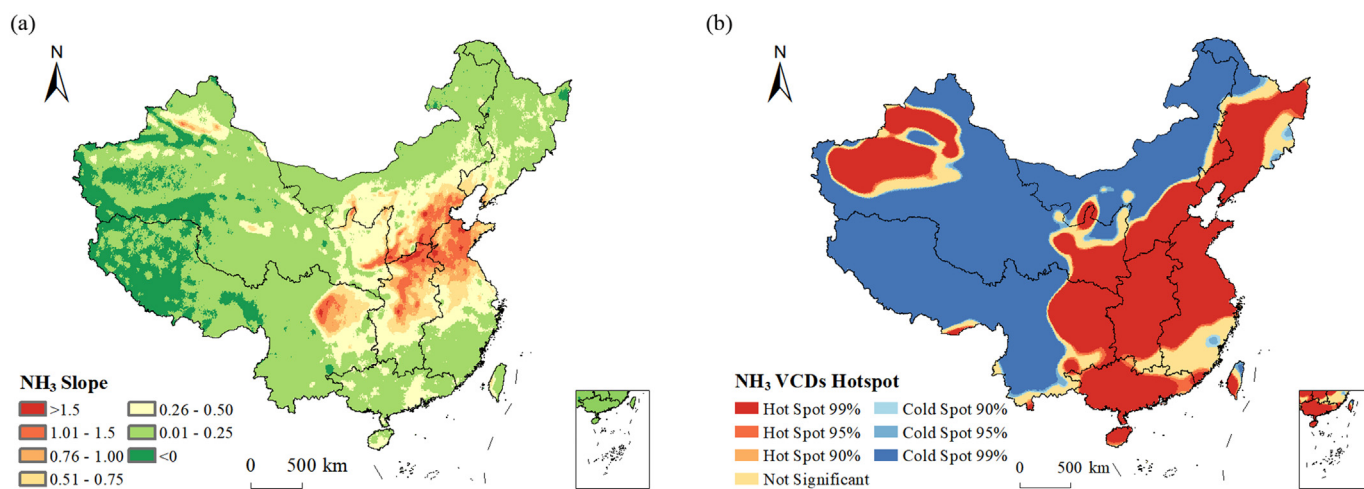 (a)
N
NH₃ Slope
>1.5
0.26 - 0.50
1.01 - 1.5
0.01 - 0.25
0.76 - 1.00
<0
0.51 - 0.75
0 500 km
(b)
N
NH₃ VCDs Hotspot
Hot Spot 99%
Cold Spot 90%
Hot Spot 95%
Cold Spot 95%
Hot Spot 90%
Cold Spot 99%
Not Significant
0 500 km